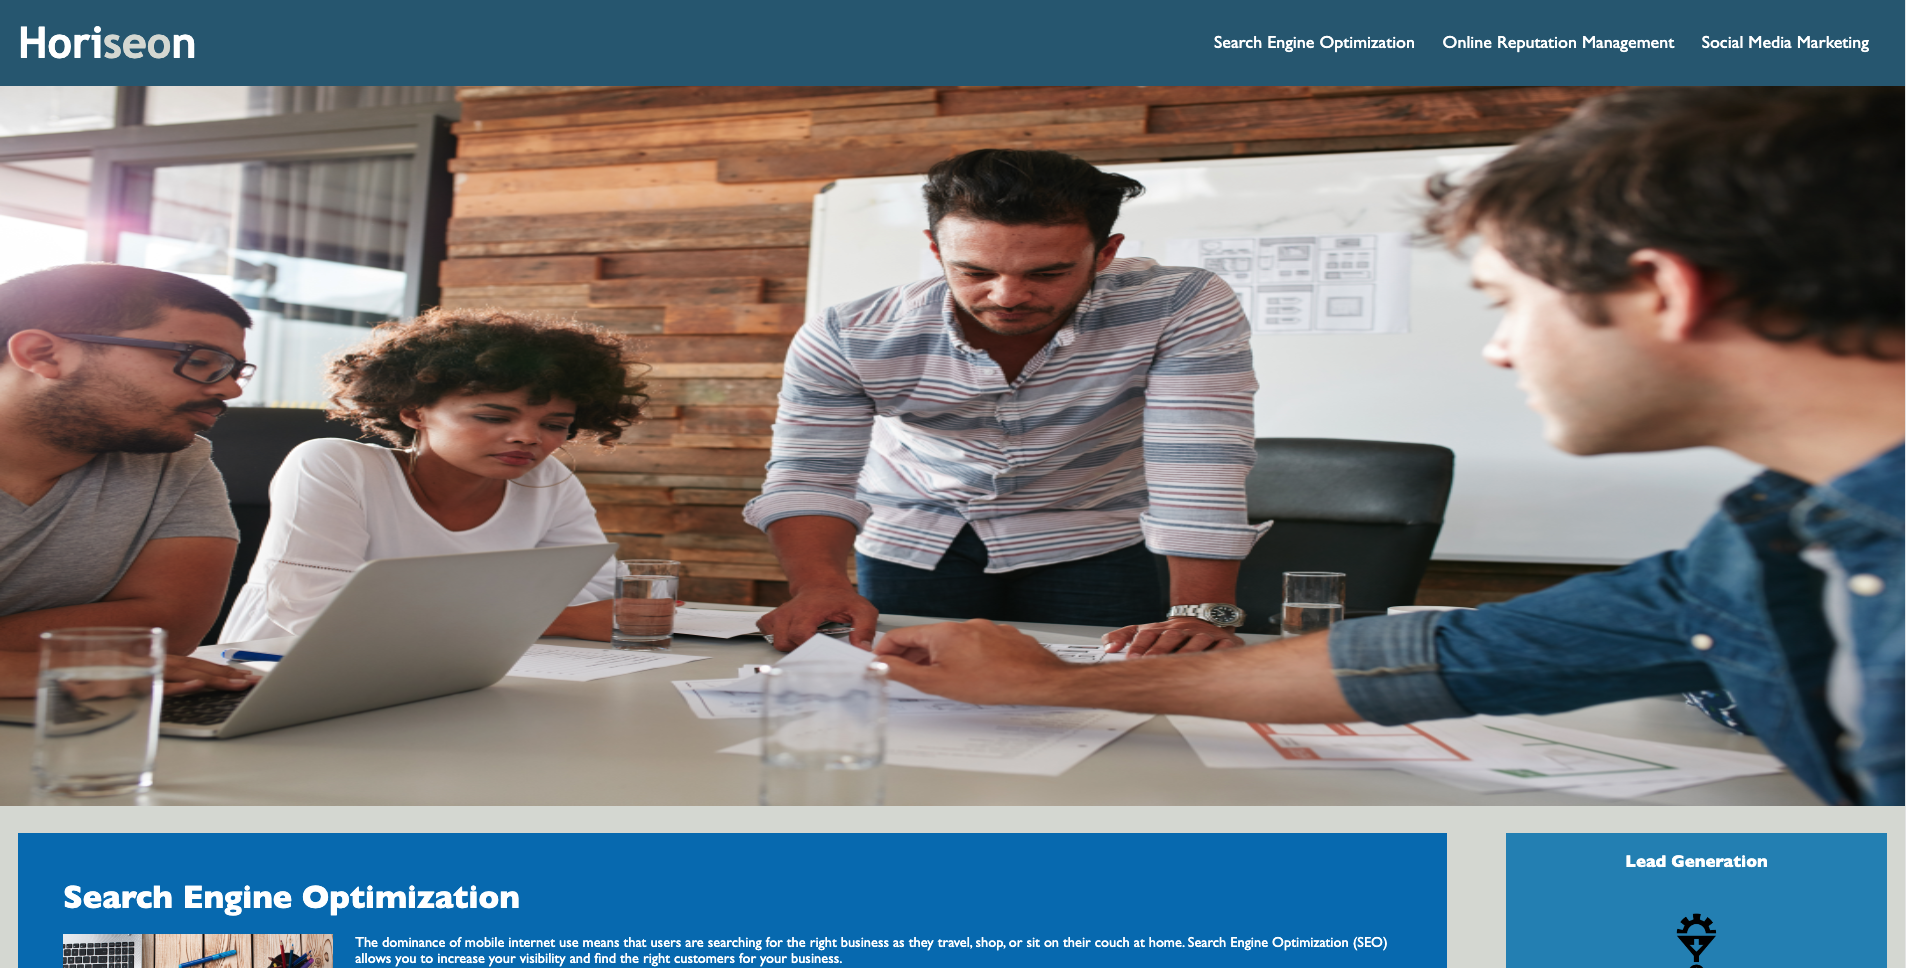 Horiseon
Search Engine Optimization
Online Reputation Management
Social Media Marketing
Search Engine Optimization
The dominance of mobile internet use means that users are searching for the right business as they travel, shop, or sit on their couch at home. Search Engine Optimization (SEO)
allows you to increase your visibility and find the right customers for your business.
Lead Generation